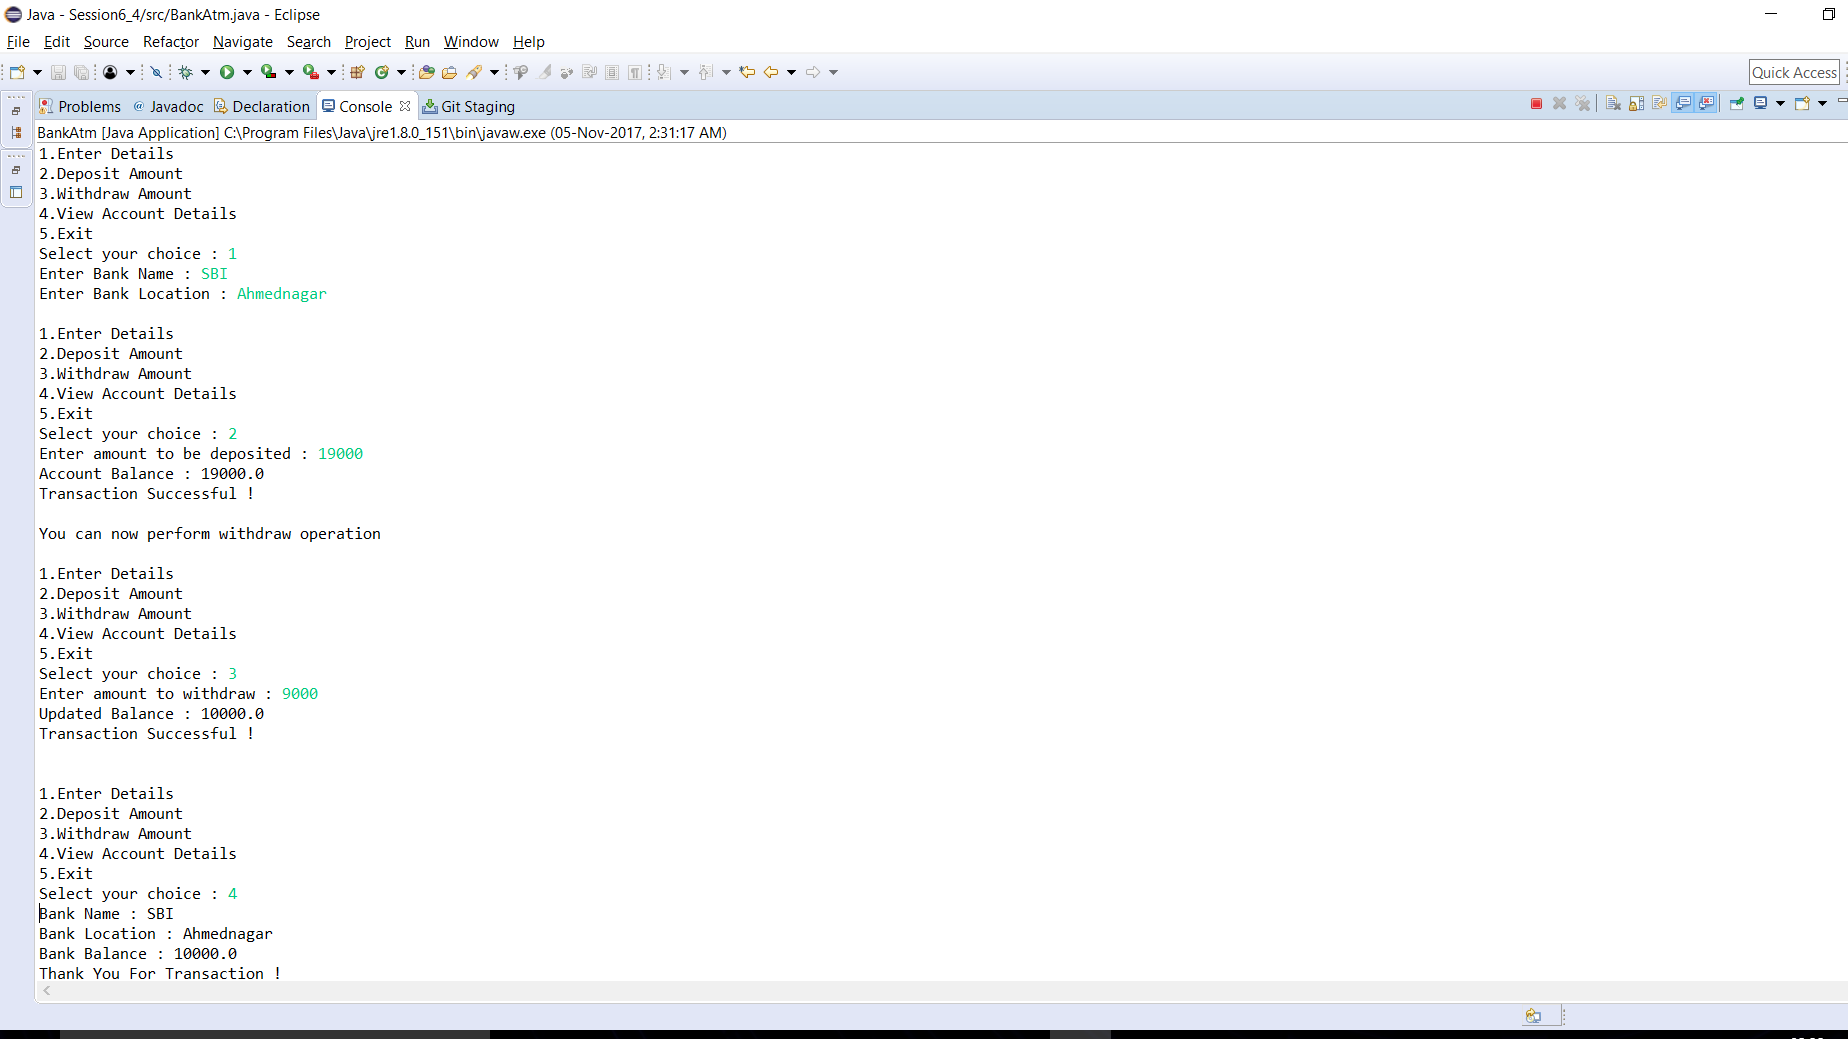 Java - Session6_4/src/BankAtm.java - Eclipse
File Edit Source Refactor Navigate Search Project Run Window Help
Quick Access
Problems @ Javadoc Declaration Console Git Staging
BankAtm [Java Application] C:\Program Files\Java\jre1.8.0_151\bin\javaw.exe (05-Nov-2017, 2:31:17 AM)
1.Enter Details
2.Deposit Amount
3.Withdraw Amount
4.View Account Details
5.Exit
Select your choice : 1
Enter Bank Name : SBI
Enter Bank Location : Ahmednagar
1.Enter Details
2.Deposit Amount
3.Withdraw Amount
4.View Account Details
5.Exit
Select your choice : 2
Enter amount to be deposited : 19000
Account Balance : 19000.0
Transaction Successful !
You can now perform withdraw operation
1.Enter Details
2.Deposit Amount
3.Withdraw Amount
4.View Account Details
5.Exit
Select your choice : 3
Enter amount to withdraw : 9000
Updated Balance : 10000.0
Transaction Successful !
1.Enter Details
2.Deposit Amount
3.Withdraw Amount
4.View Account Details
5.Exit
Select your choice : 4
Bank Name : SBI
Bank Location : Ahmednagar
Bank Balance : 10000.0
Thank You For Transaction !